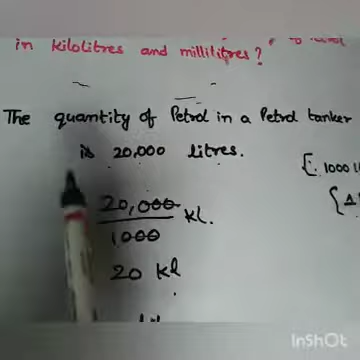 in kilolitres and millilitres?
The quantity of Petrol in a Petrol tanker
is 20,000 litres.
[: 1000 l
20,000
1000
kl.
20 kl
InShOt